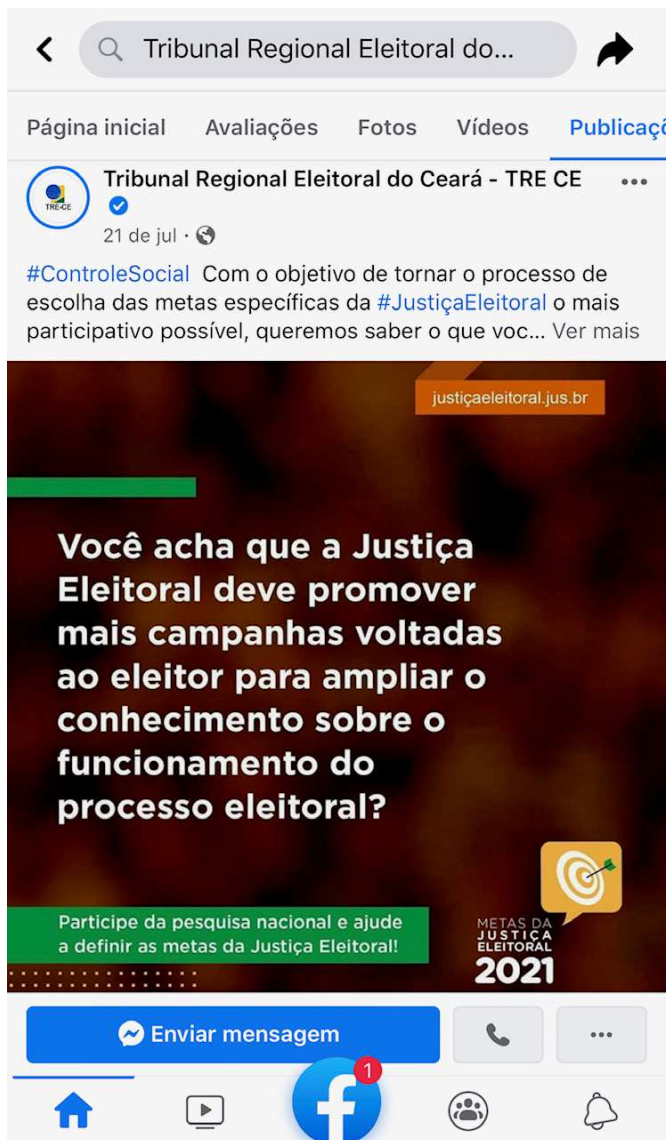 Tribunal Regional Eleitoral do...
Página inicial Avaliações Fotos Vídeos Publicaçõ
Tribunal Regional Eleitoral do Ceará - TRE CE
TRE-CE
21 de jul ·
#ControleSocial Com o objetivo de tornar o processo de
escolha das metas específicas da #JustiçaEleitoral o mais
participativo possível, queremos saber o que voc... Ver mais
justiçaeleitoral.jus.br
Você acha que a Justiça
Eleitoral deve promover
mais campanhas voltadas
ao eleitor para ampliar o
conhecimento sobre o
funcionamento do
processo eleitoral?
Participe da pesquisa nacional e ajude
a definir as metas da Justiça Eleitoral!
METAS DA
JUSTIÇA
ELEITORAL
2021
Enviar mensagem
1